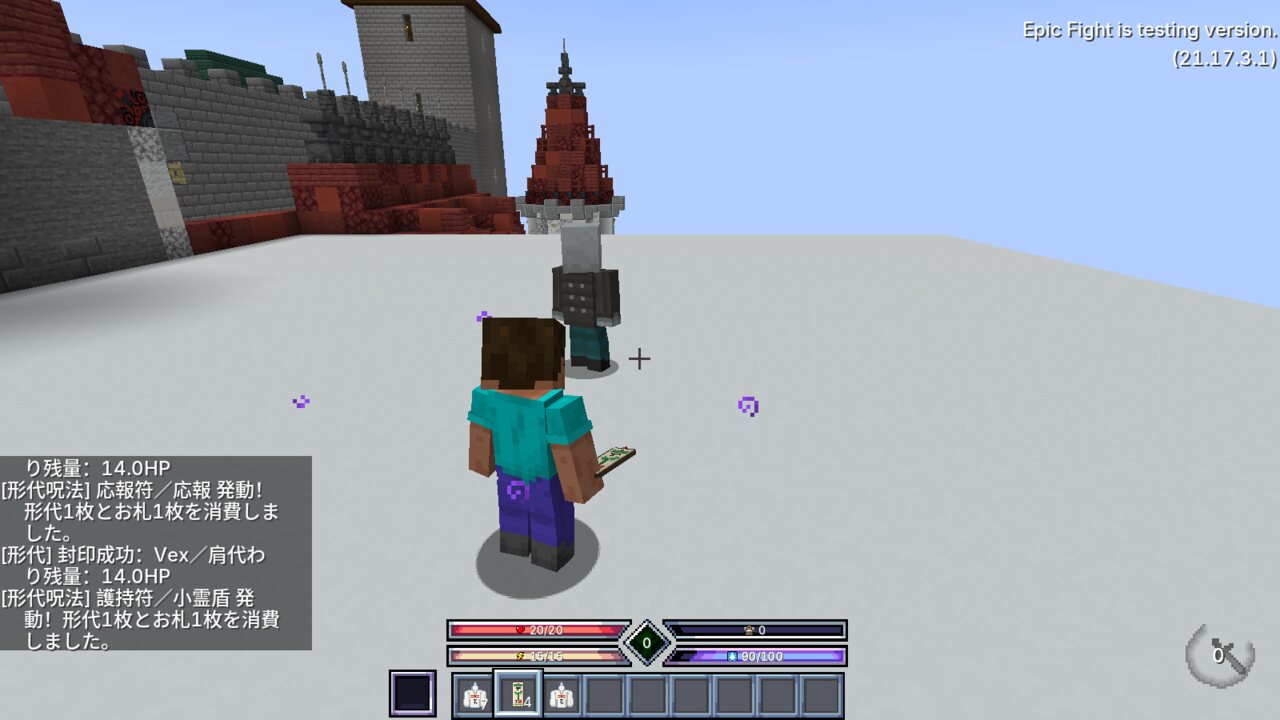 Epic Fight is testing version.
(21.17.3.1)
り残量: 14.0HP
[形代呪法] 応報符／応報 発動!
形代1枚とお札1枚を消費しま
した。
[形代] 封印成功: Vex／肩代わ
り残量: 14.0HP
[形代呪法] 護持符／小霊盾 発
動! 形代1枚とお札1枚を消費
しました。
20/20
0
0
15/15
90/100
7
4
0